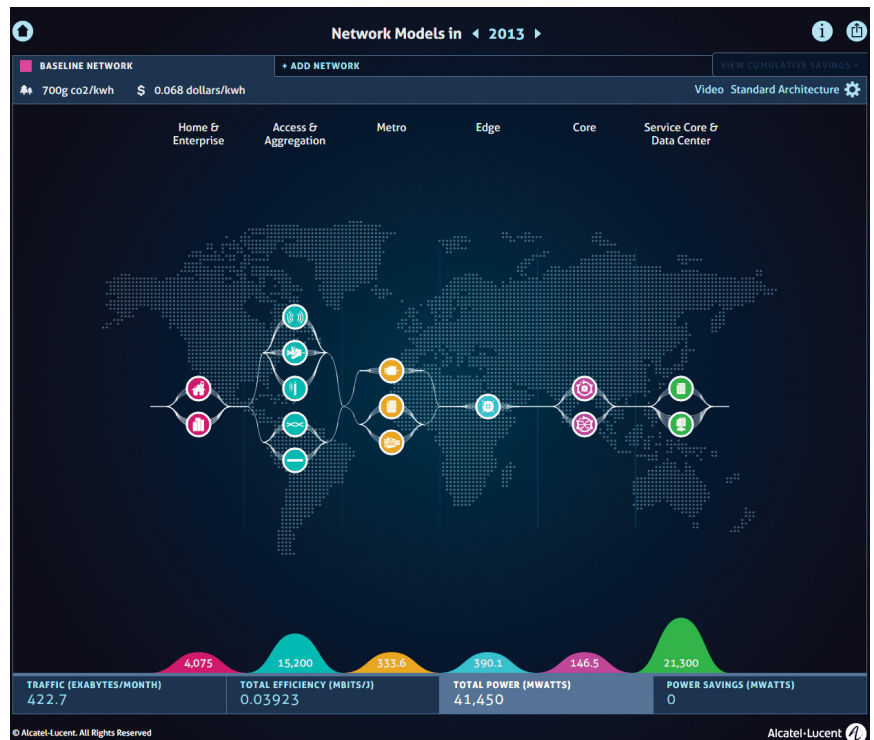 Network Models in 2013
i
BASELINE NETWORK
+ ADD NETWORK
VIEW CUMULATIVE SAVINGS >
700g co2/kwh
$ 0.068 dollars/kwh
Video Standard Architecture
Home &
Enterprise
Access &
Aggregation
Metro
Edge
Core
Service Core &
Data Center
4,075
15,200
333.6
390.1
146.5
21,300
TRAFFIC (EXABYTES/MONTH)
422.7
TOTAL EFFICIENCY (MBITS/J)
0.03923
TOTAL POWER (MWATTS)
41,450
POWER SAVINGS (MWATTS)
0
© Alcatel-Lucent. All Rights Reserved
Alcatel·Lucent